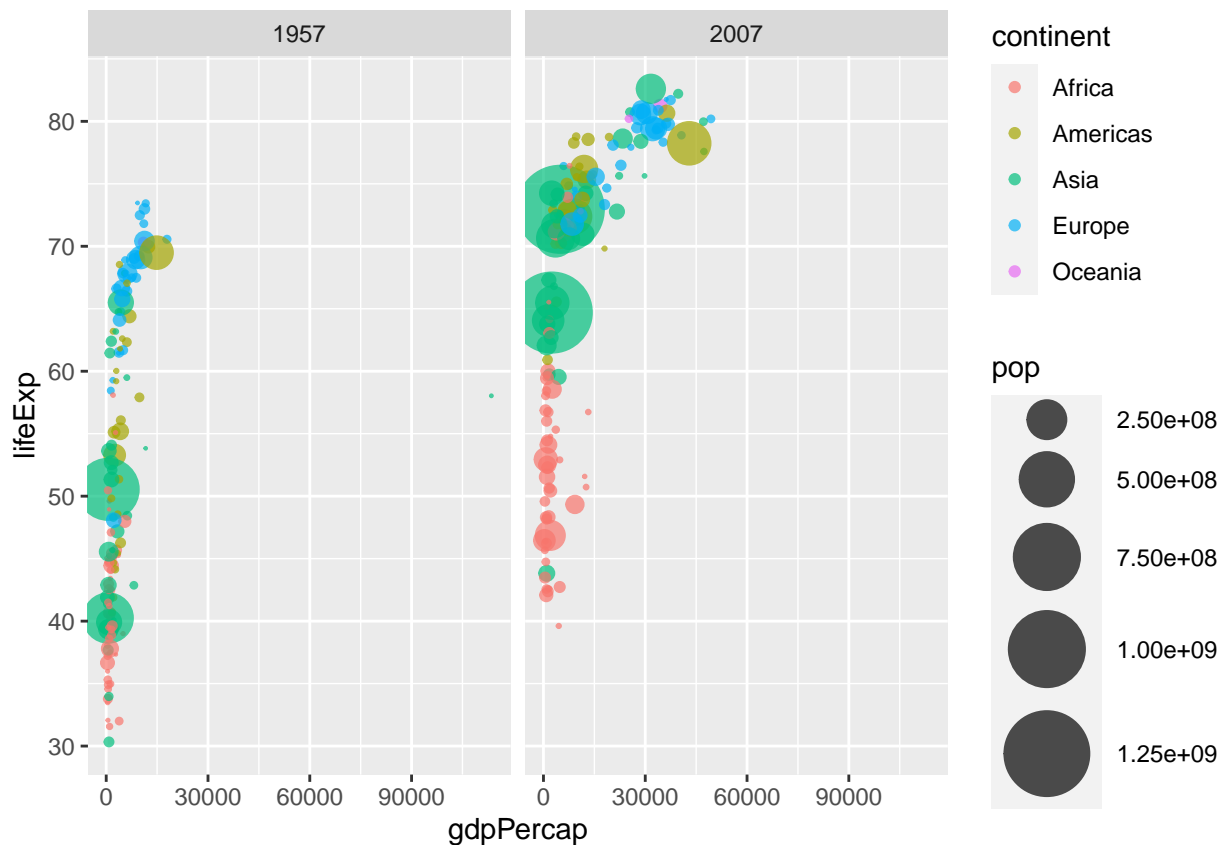 1957
2007
lifeExp
80
70
60
50
40
30
0
30000
60000
90000
0
30000
60000
90000
gdpPercap
continent
Africa
Americas
Asia
Europe
Oceania
pop
2.50e+08
5.00e+08
7.50e+08
1.00e+09
1.25e+09